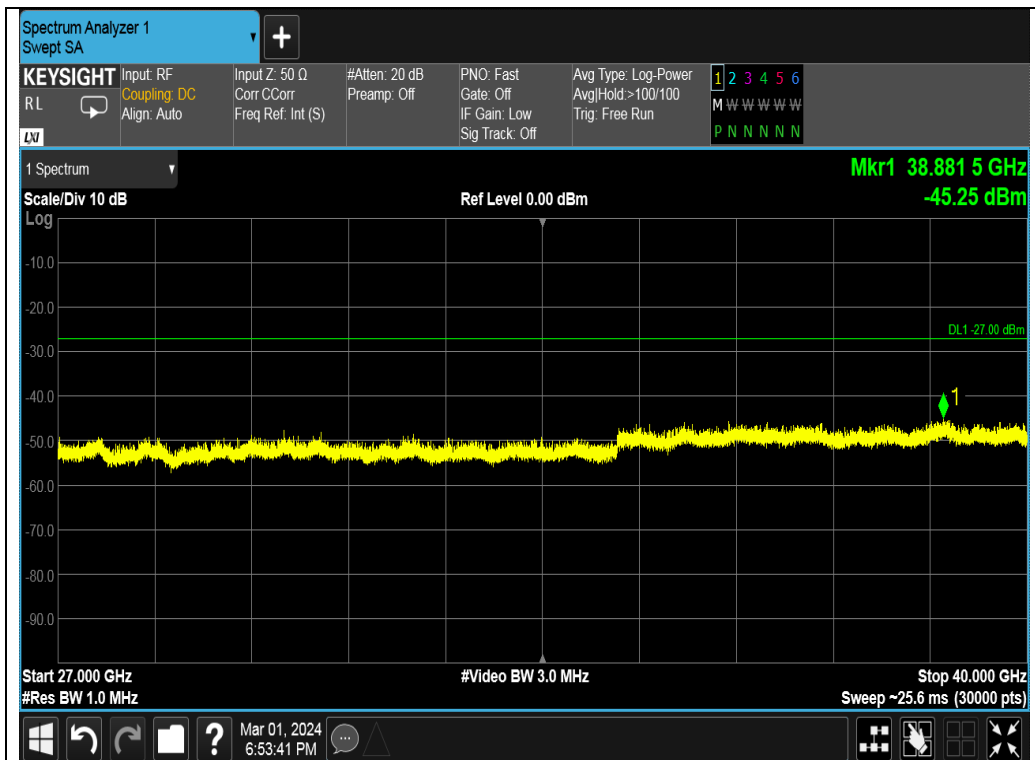 Spectrum Analyzer 1
Swept SA
+
KEYSIGHT
RL
LXI
Input: RF
Coupling: DC
Align: Auto
Input Z: 50 Ω
Corr CCorr
Freq Ref: Int (S)
#Atten: 20 dB
Preamp: Off
PNO: Fast
Gate: Off
IF Gain: Low
Sig Track: Off
Avg Type: Log-Power
Avg|Hold:>100/100
Trig: Free Run
1 2 3 4 5 6
M W W W W W
P N N N N N
1 Spectrum
Mkr1 38.881 5 GHz
-45.25 dBm
Scale/Div 10 dB
Ref Level 0.00 dBm
Log
-10.0
-20.0
DL1 -27.00 dBm
-30.0
-40.0
1
-50.0
-60.0
-70.0
-80.0
-90.0
Start 27.000 GHz
#Video BW 3.0 MHz
Stop 40.000 GHz
#Res BW 1.0 MHz
Sweep ~25.6 ms (30000 pts)
?
Mar 01, 2024
6:53:41 PM